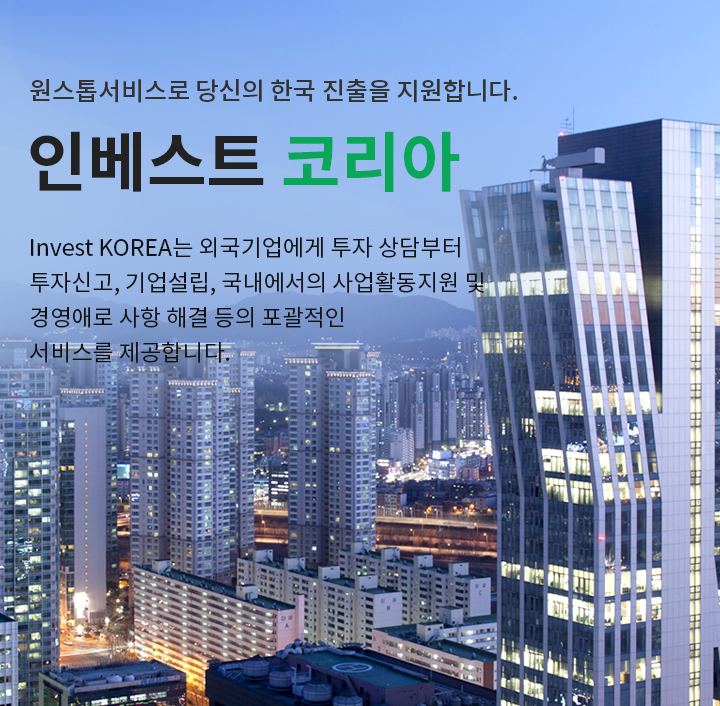 원스톱서비스로 당신의 한국 진출을 지원합니다.
인베스트 코리아
Invest KOREA는 외국기업에게 투자 상담부터
투자신고, 기업설립, 국내에서의 사업활동지원 및
경영애로 사항 해결 등의 포괄적인
서비스를 제공합니다.